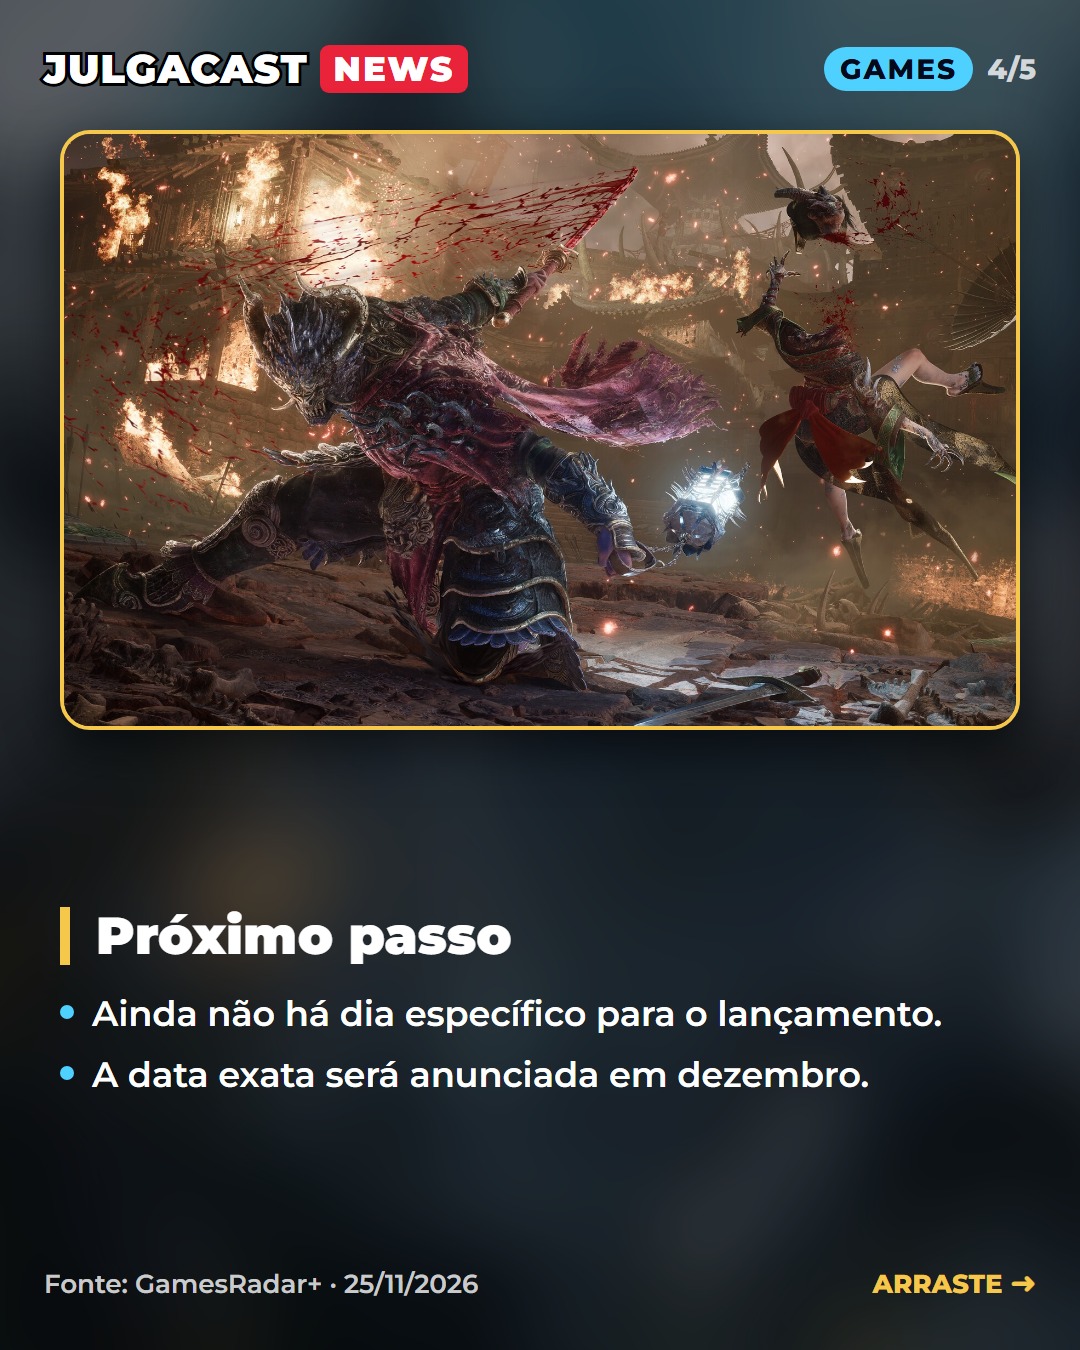 JULGACAST NEWS
GAMES 4/5
Próximo passo
• Ainda não há dia específico para o lançamento.
• A data exata será anunciada em dezembro.
Fonte: GamesRadar+ · 25/11/2026
ARRASTE →